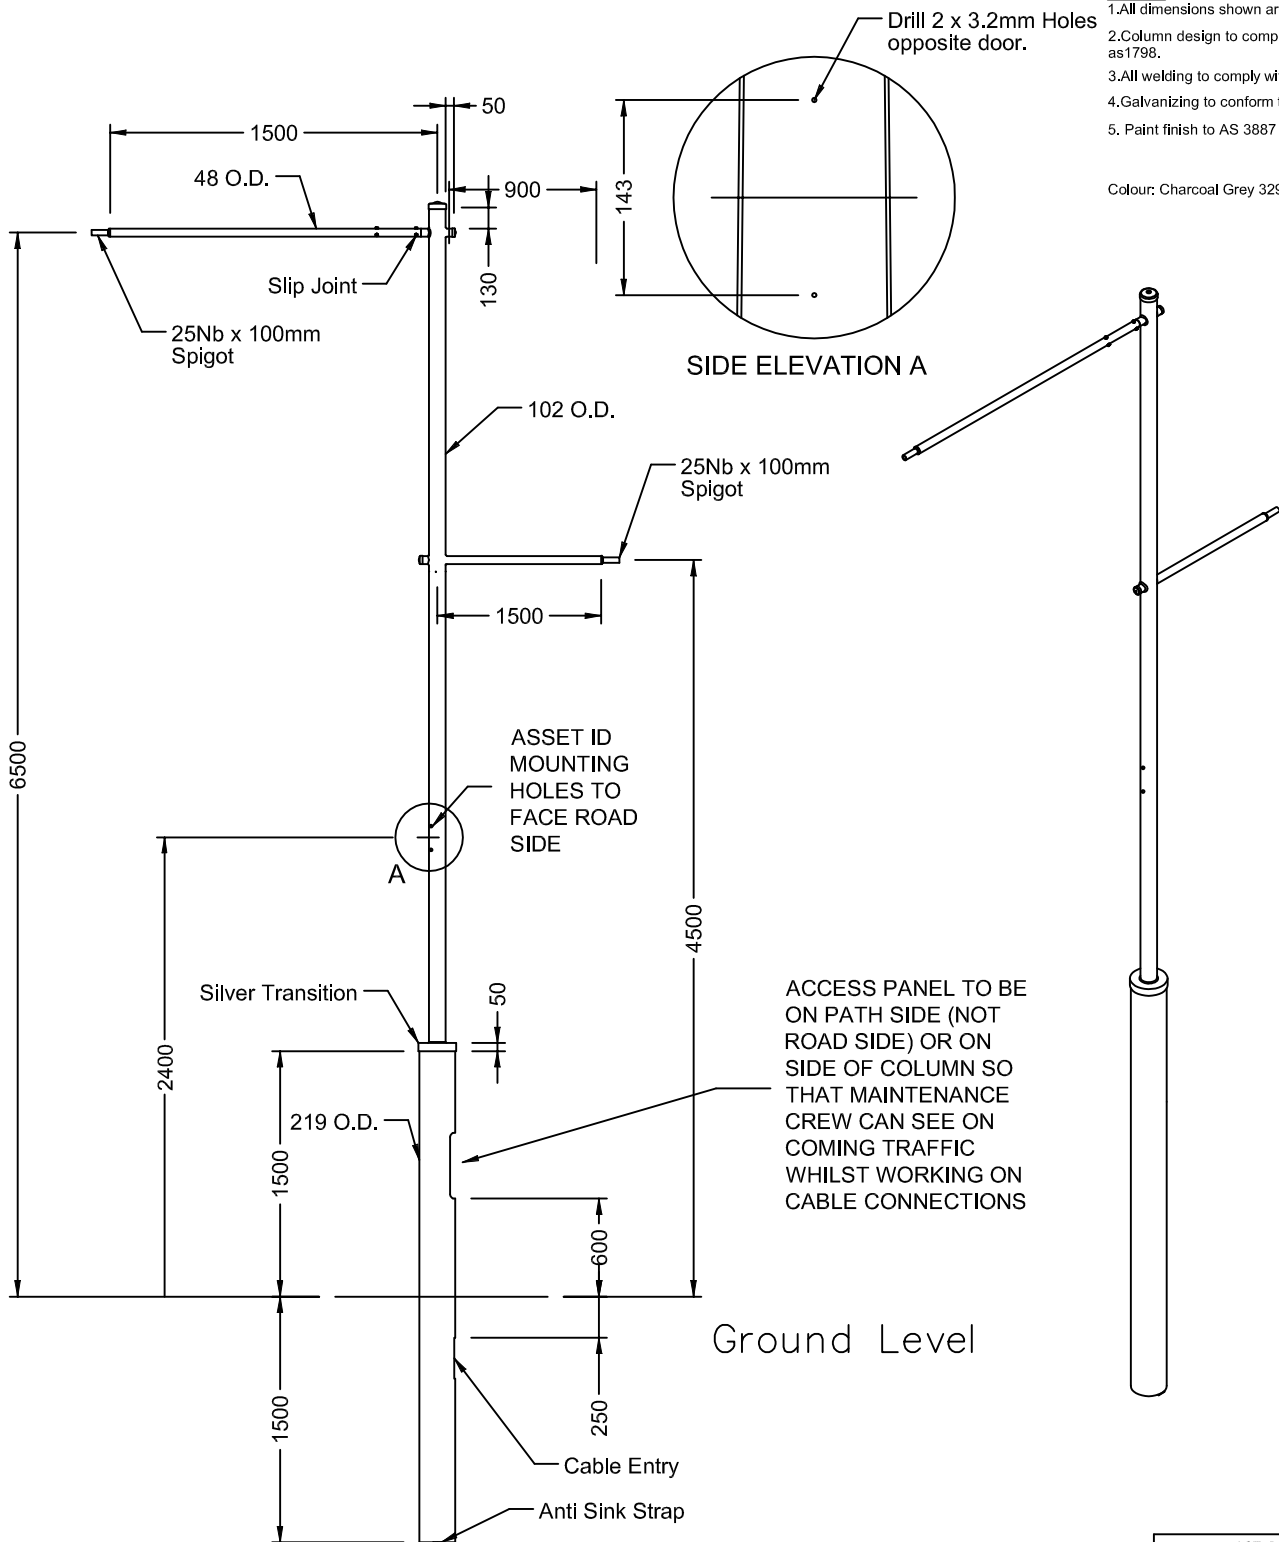 1.All dimensions shown
2.Column design to
as1798.
3.All welding to comply
4.Galvanizing to conform
5. Paint finish to AS 3887
Colour: Charcoal Grey
Drill 2 x 3.2mm Holes
opposite door.
50
1500
48 O.D.
900
143
130
Slip Joint
25Nb x 100mm
Spigot
SIDE ELEVATION A
102 O.D.
25Nb x 100mm
Spigot
1500
6500
ASSET ID
MOUNTING
HOLES TO
FACE ROAD
SIDE
A
4500
Silver Transition
50
2400
ACCESS PANEL TO BE
ON PATH SIDE (NOT
ROAD SIDE) OR ON
SIDE OF COLUMN SO
THAT MAINTENANCE
CREW CAN SEE ON
COMING TRAFFIC
WHILST WORKING ON
CABLE CONNECTIONS
219 O.D.
1500
600
Ground Level
1500
250
Cable Entry
Anti Sink Strap